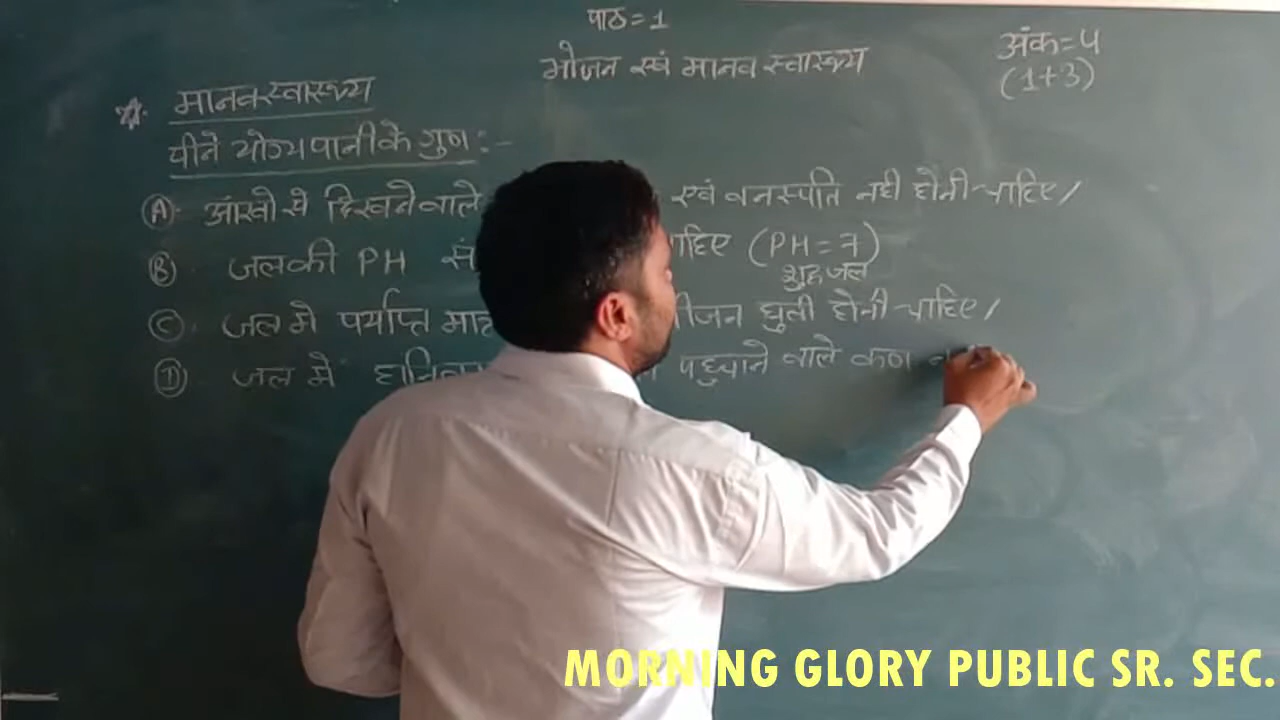 पाठ = 1
भोजन एवं मानव स्वास्थ्य
अंक = 4
(1+3)
मानव स्वास्थ्य
पीने योग्य पानी के गुण :-
(A). आंखो से दिखने वाले एवं वनस्पति नही होनी चाहिए /
(B) जल की PH चाहिए (PH = 7)
शुद्ध जल
(C) जल मे पर्याप्त घुली होनी चाहिए /
(D) जल में पहुचाने वाले कण
MORNING GLORY PUBLIC SR. SEC.